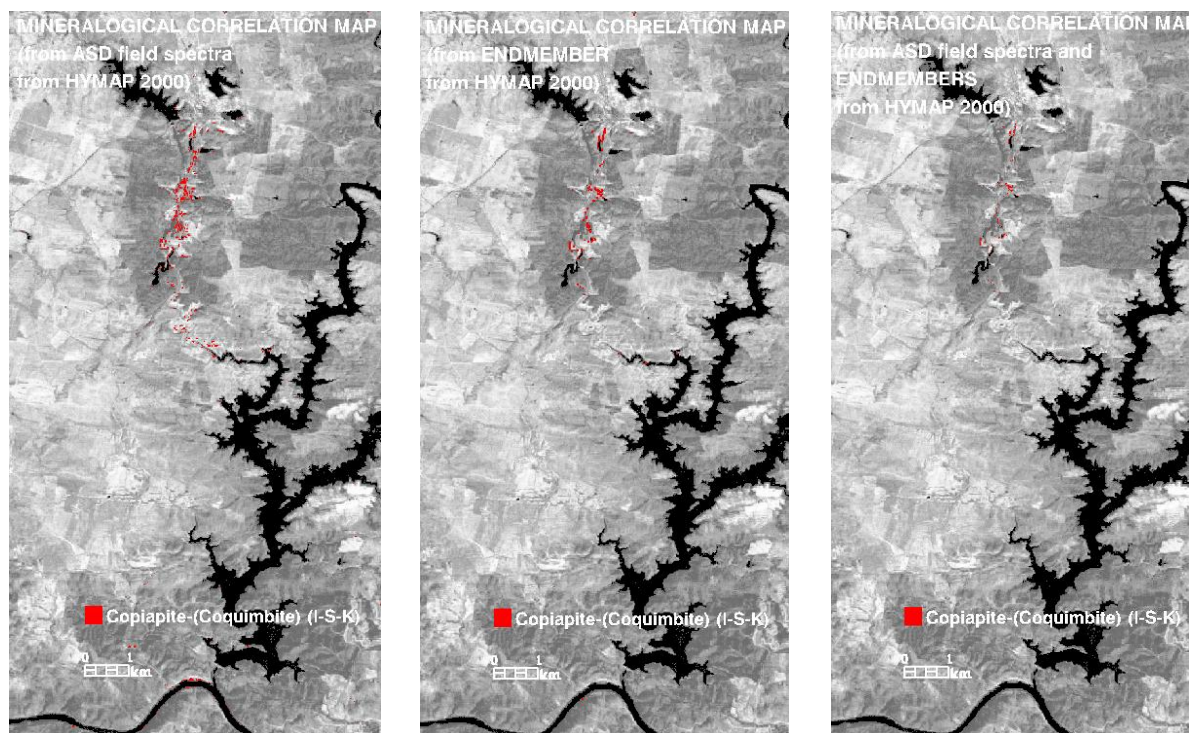 MINERALOGICAL CORRELATION MAP
(from ASD field spectra
from HYMAP 2000)
Copiapite-(Coquimbite) (I-S-K)
0 1
km
MINERALOGICAL CORRELATION MAP
(from ENDMEMBER
from HYMAP 2000)
Copiapite-(Coquimbite) (I-S-K)
0 1
km
MINERALOGICAL CORRELATION MAP
(from ASD field spectra and
ENDMEMBERS
from HYMAP 2000)
Copiapite-(Coquimbite) (I-S-K)
0 1
km